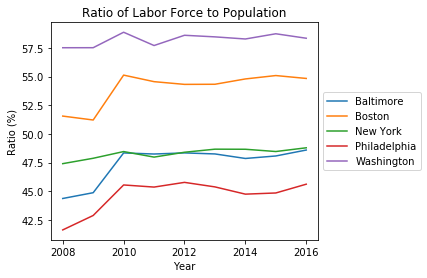 Ratio of Labor Force to Population
Ratio (%)
57.5
55.0
52.5
50.0
47.5
45.0
42.5
2008
2010
2012
2014
2016
Year
Baltimore
Boston
New York
Philadelphia
Washington